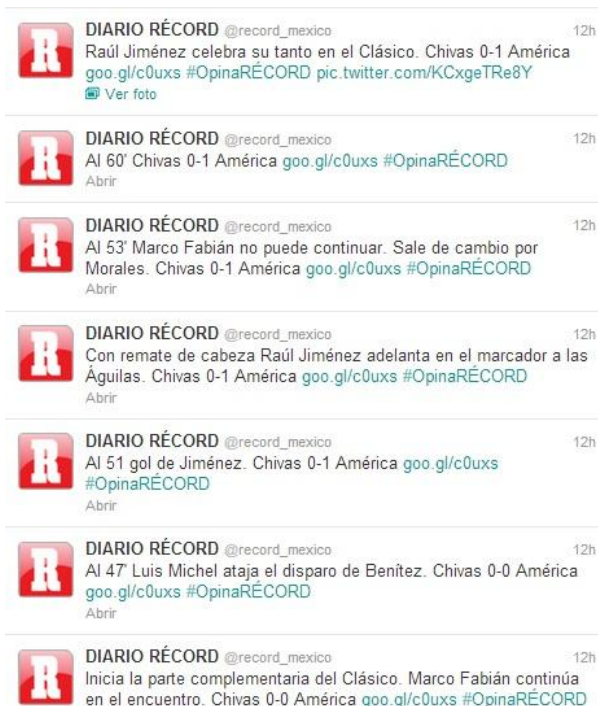 DIARIO RÉCORD @record_mexico 12h
Raúl Jiménez celebra su tanto en el Clásico. Chivas 0-1 América
goo.gl/c0uxs #OpinaRÉCORD pic.twitter.com/KCxgeTRe8Y
Ver foto
DIARIO RÉCORD @record_mexico 12h
Al 60' Chivas 0-1 América goo.gl/c0uxs #OpinaRÉCORD
Abrir
DIARIO RÉCORD @record_mexico 12h
Al 53' Marco Fabián no puede continuar. Sale de cambio por
Morales. Chivas 0-1 América goo.gl/c0uxs #OpinaRÉCORD
Abrir
DIARIO RÉCORD @record_mexico 12h
Con remate de cabeza Raúl Jiménez adelanta en el marcador a las
Águilas. Chivas 0-1 América goo.gl/c0uxs #OpinaRÉCORD
Abrir
DIARIO RÉCORD @record_mexico 12h
Al 51 gol de Jiménez. Chivas 0-1 América goo.gl/c0uxs
#OpinaRÉCORD
Abrir
DIARIO RÉCORD @record_mexico 12h
Al 47' Luis Michel ataja el disparo de Benítez. Chivas 0-0 América
goo.gl/c0uxs #OpinaRÉCORD
Abrir
DIARIO RÉCORD @record_mexico 12h
Inicia la parte complementaria del Clásico. Marco Fabián continúa
en el encuentro. Chivas 0-0 América goo.gl/c0uxs #OpinaRÉCORD